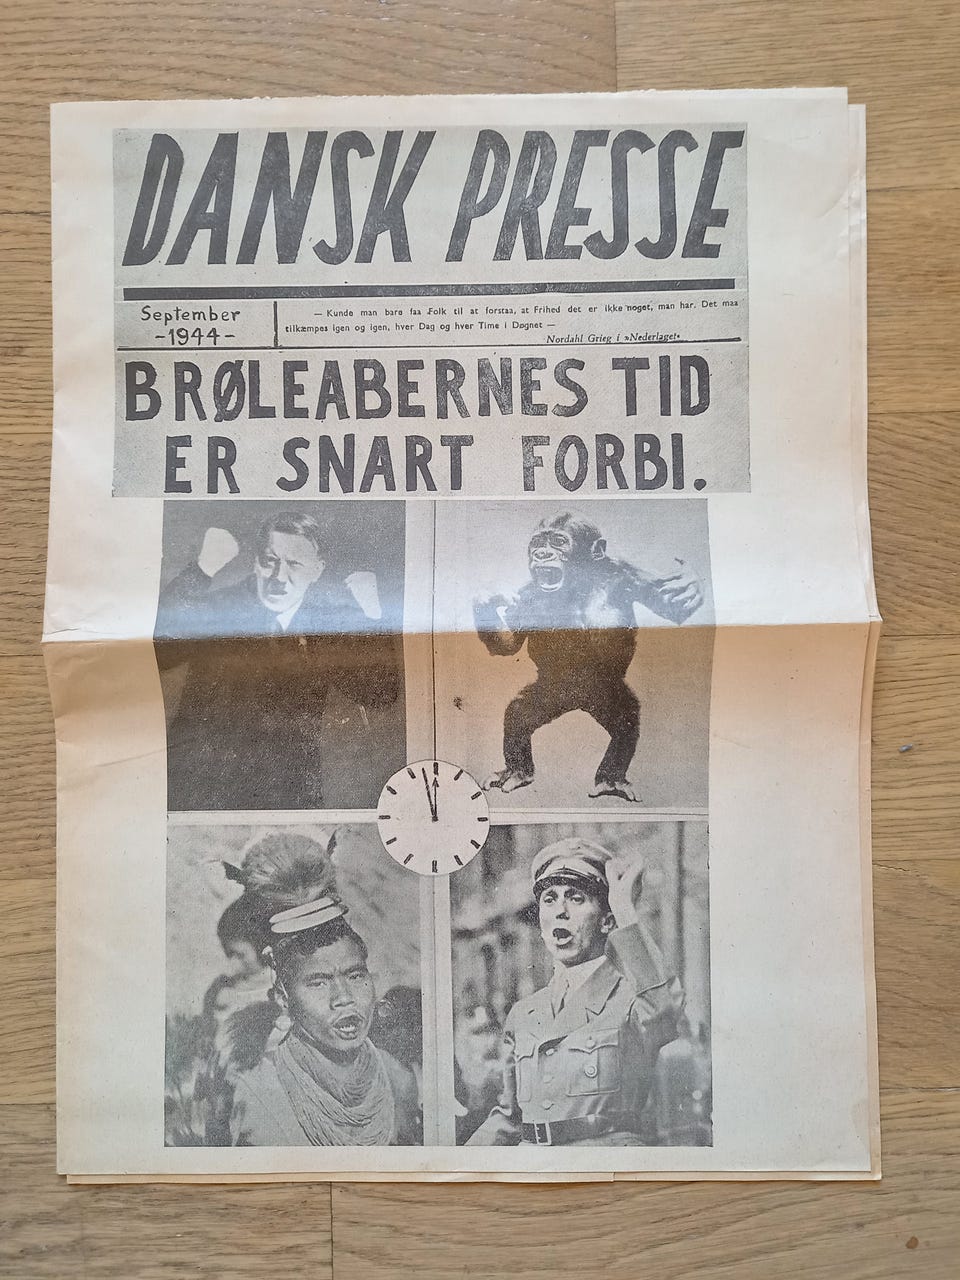 DANSK PRESSE
September
-1944-
— Kunde man bare faa Folk til at forstaa, at Frihed det er ikke noget, man har. Det maa
tilkæmpes igen og igen, hver Dag og hver Time i Døgnet —
Nordahl Grieg i »Nederlaget«
BRØLEABERNES TID
ER SNART FORBI.